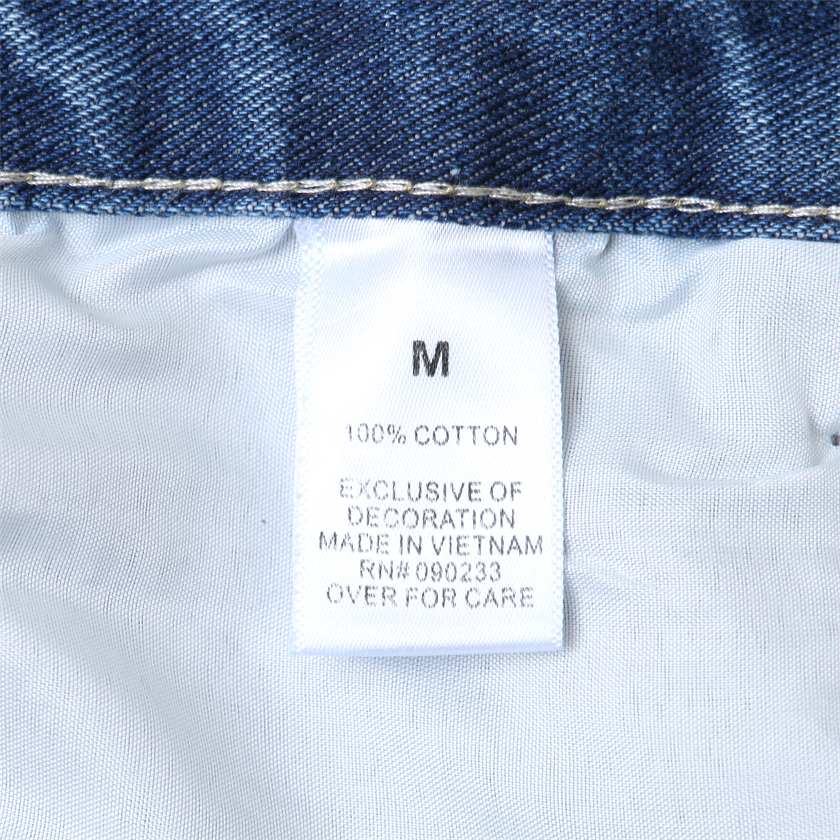 M
100% COTTON
EXCLUSIVE OF
DECORATION
MADE IN VIETNAM
RN# 090233
OVER FOR CARE